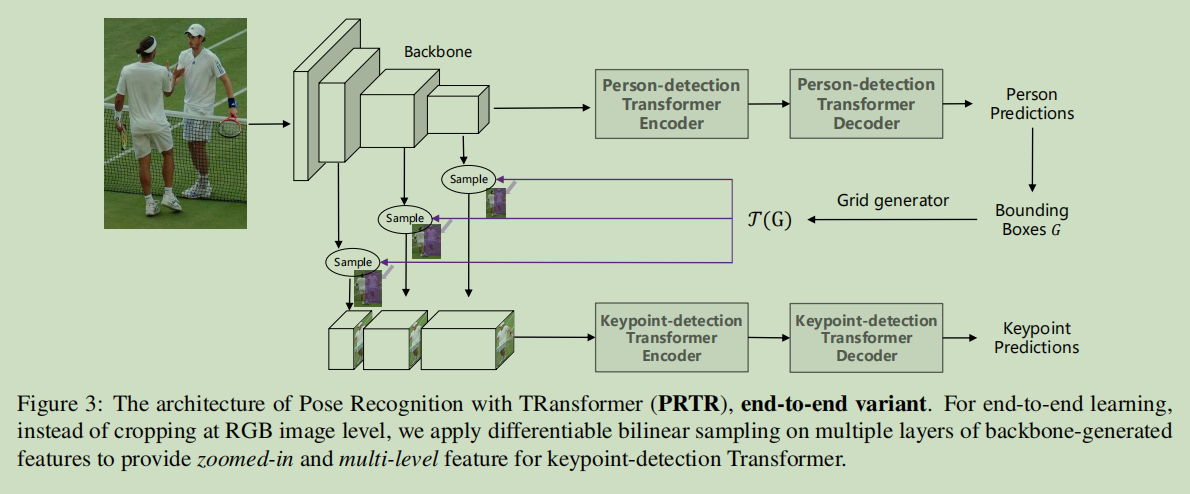 Backbone
Person-detection
Transformer
Encoder
Person-detection
Transformer
Decoder
Person
Predictions
Sample
Sample
Sample
𝒯(G)
Grid generator
Bounding
Boxes G
Keypoint-detection
Transformer
Encoder
Keypoint-detection
Transformer
Decoder
Keypoint
Predictions
Figure 3: The architecture of Pose Recognition with TRansformer (PRTR), end-to-end variant. For end-to-end learning,
instead of cropping at RGB image level, we apply differentiable bilinear sampling on multiple layers of backbone-generated
features to provide zoomed-in and multi-level feature for keypoint-detection Transformer.